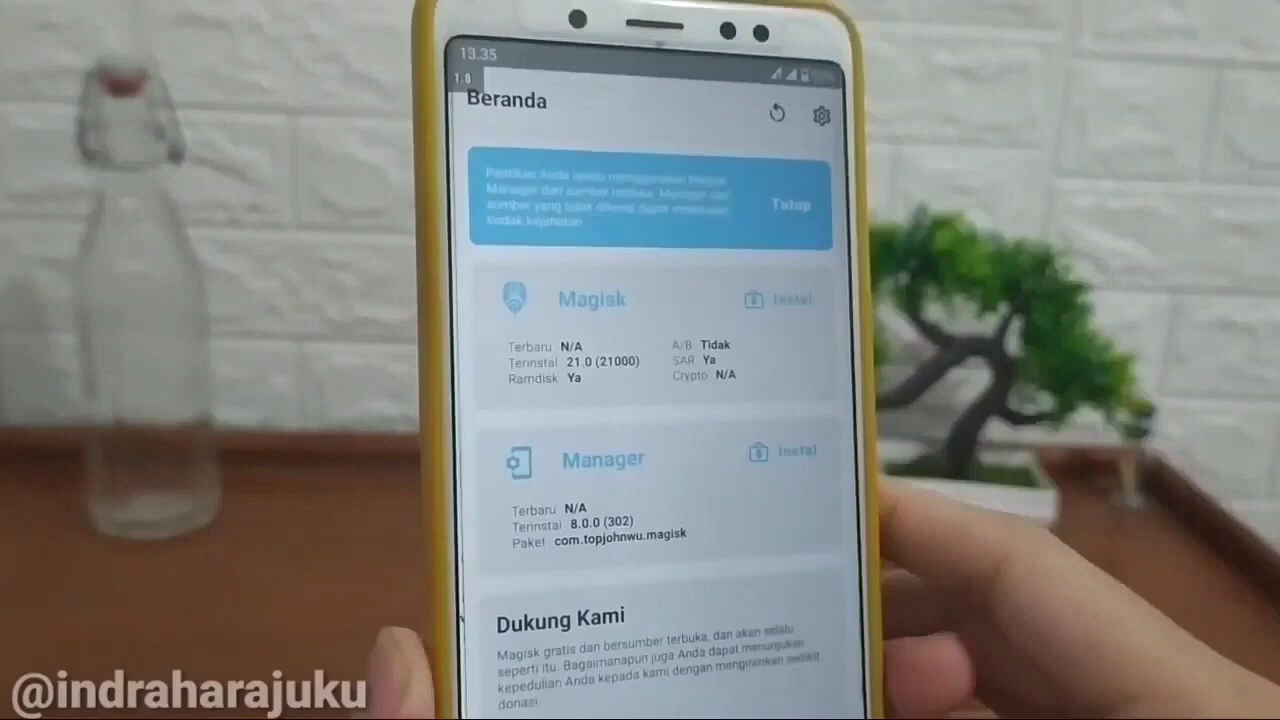 13.35
1.8
Beranda
Pastikan Anda selalu menggunakan Magisk
Manager dari sumber terbuka. Manager dari
sumber yang tidak dikenal dapat melakukan
tindak kejahatan.
Tutup
Magisk
Instal
Terbaru N/A
Terinstal 21.0 (21000)
Ramdisk Ya
A/B Tidak
SAR Ya
Crypto N/A
Manager
Instal
Terbaru N/A
Terinstal 8.0.0 (302)
Paket com.topjohnwu.magisk
Dukung Kami
Magisk gratis dan bersumber terbuka, dan akan selalu
seperti itu. Bagaimanapun juga Anda dapat menunjukan
kepedulian Anda kepada kami dengan mengirimkan sedikit
donasi.
@indraharajuku